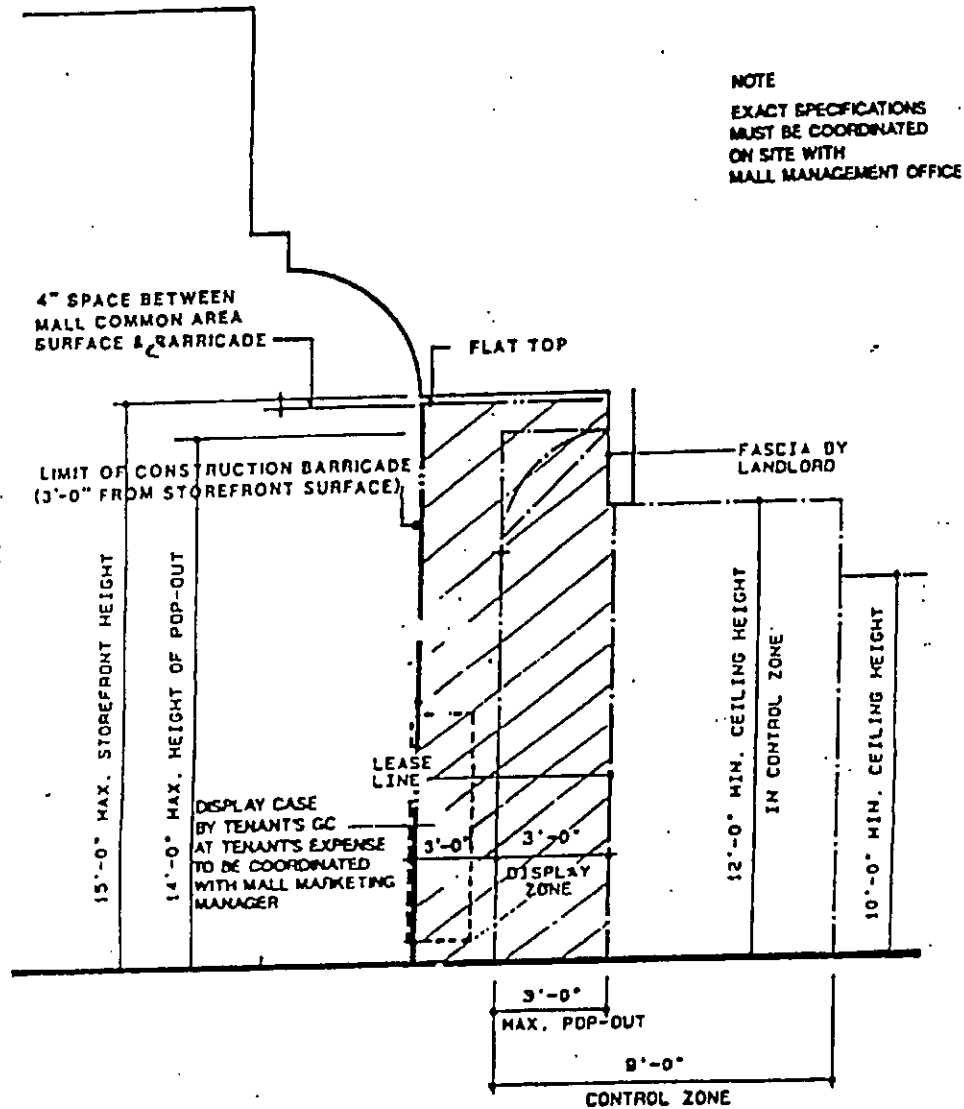 NOTE
EXACT SPECIFICATIONS
MUST BE COORDINATED
ON SITE WITH
MALL MANAGEMENT OFFICE
4" SPACE BETWEEN
MALL COMMON AREA
SURFACE & BARRICADE
FLAT TOP
LIMIT OF CONSTRUCTION BARRICADE
(3'-0" FROM STOREFRONT SURFACE)
FASCIA BY
LANDLORD
15'-0" MAX. STOREFRONT HEIGHT
14'-0" MAX. HEIGHT OF POP-OUT
LEASE
LINE
DISPLAY CASE
BY TENANT'S GC
AT TENANT'S EXPENSE
TO BE COORDINATED
WITH MALL MARKETING
MANAGER
3'-0"
3'-0"
DISPLAY
ZONE
12'-0" MIN. CEILING HEIGHT
IN CONTROL ZONE
10'-0" MIN. CEILING HEIGHT
3'-0"
MAX. POP-OUT
9'-0"
CONTROL ZONE